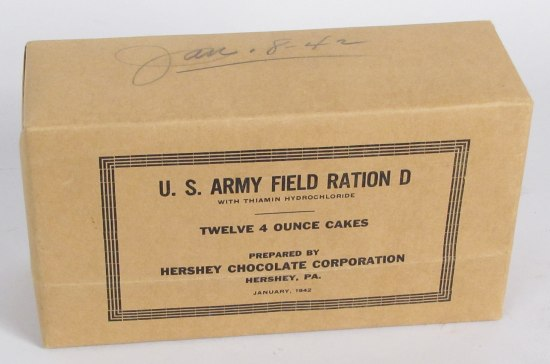 Jan. 8-42
U. S. ARMY FIELD RATION D
WITH THIAMIN HYDROCHLORIDE
TWELVE 4 OUNCE CAKES
PREPARED BY
HERSHEY CHOCOLATE CORPORATION
HERSHEY, PA.
JANUARY, 1942